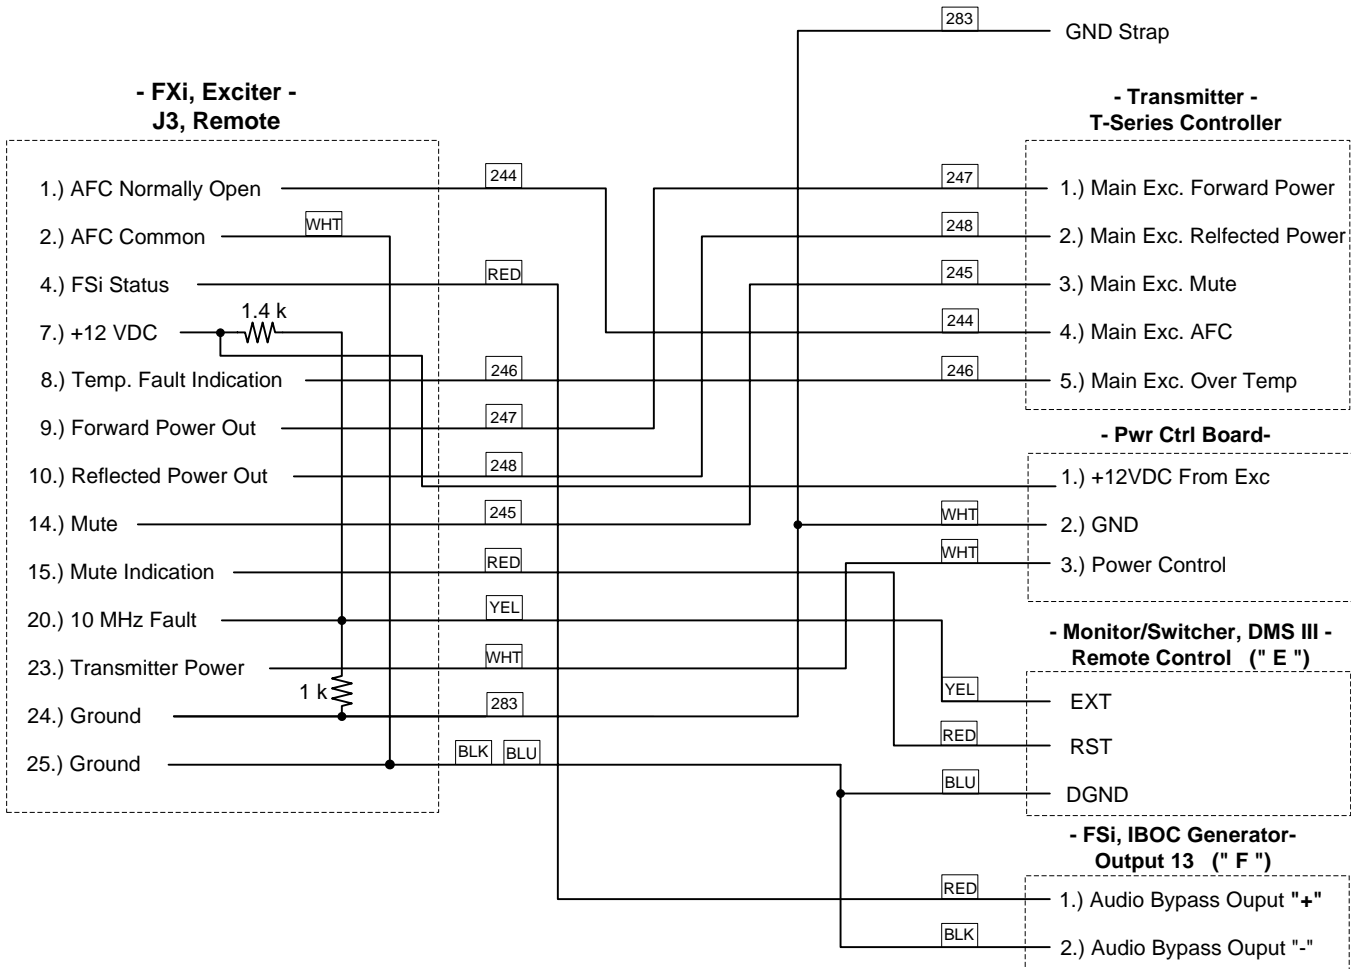 283
GND Strap
- FXi, Exciter -
J3, Remote
1.) AFC Normally Open
244
2.) AFC Common
WHT
4.) FSi Status
RED
1.4 k
7.) +12 VDC
8.) Temp. Fault Indication
246
9.) Forward Power Out
247
10.) Reflected Power Out
248
14.) Mute
245
15.) Mute Indication
RED
20.) 10 MHz Fault
YEL
23.) Transmitter Power
WHT
1 k
24.) Ground
283
25.) Ground
BLK
BLU
- Transmitter -
T-Series Controller
247
1.) Main Exc. Forward Power
248
2.) Main Exc. Relfected Power
245
3.) Main Exc. Mute
244
4.) Main Exc. AFC
246
5.) Main Exc. Over Temp
- Pwr Ctrl Board-
1.) +12VDC From Exc
WHT
2.) GND
WHT
3.) Power Control
- Monitor/Switcher, DMS III -
Remote Control (" E ")
YEL
EXT
RED
RST
BLU
DGND
- FSi, IBOC Generator-
Output 13 (" F ")
RED
1.) Audio Bypass Ouput "+"
BLK
2.) Audio Bypass Ouput "-"